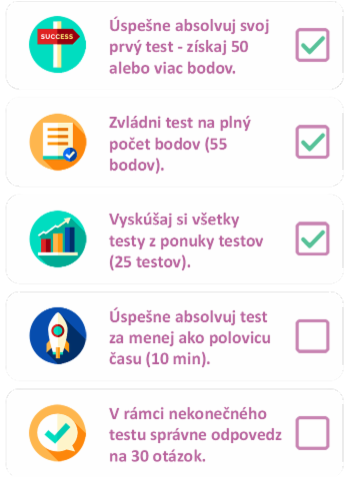 SUCCESS
Úspešne absolvuj svoj
prvý test - získaj 50
alebo viac bodov.
Zvládni test na plný
počet bodov (55
bodov).
Vyskúšaj si všetky
testy z ponuky testov
(25 testov).
Úspešne absolvuj test
za menej ako polovicu
času (10 min).
V rámci nekonečného
testu správne odpovedz
na 30 otázok.